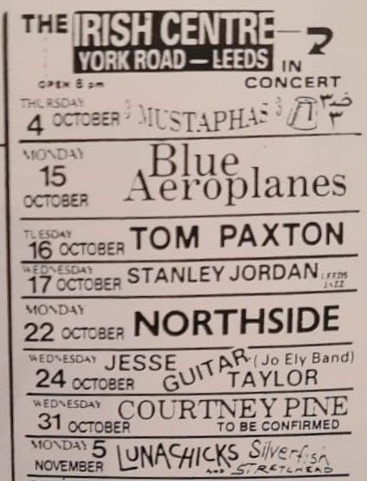 THE IRISH CENTRE
YORK ROAD — LEEDS
OPEN 8 pm
IN CONCERT
THURSDAY 4 OCTOBER 3 MUSTAPHAS 3
MONDAY 15 OCTOBER Blue Aeroplanes
TUESDAY 16 OCTOBER TOM PAXTON
WEDNESDAY 17 OCTOBER STANLEY JORDAN LEEDS JAZZ
MONDAY 22 OCTOBER NORTHSIDE
WEDNESDAY 24 OCTOBER JESSE GUITAR TAYLOR (Jo Ely Band)
WEDNESDAY 31 OCTOBER COURTNEY PINE
TO BE CONFIRMED
MONDAY 5 NOVEMBER LUNACHICKS Silverfish
AND STRETCHEAD